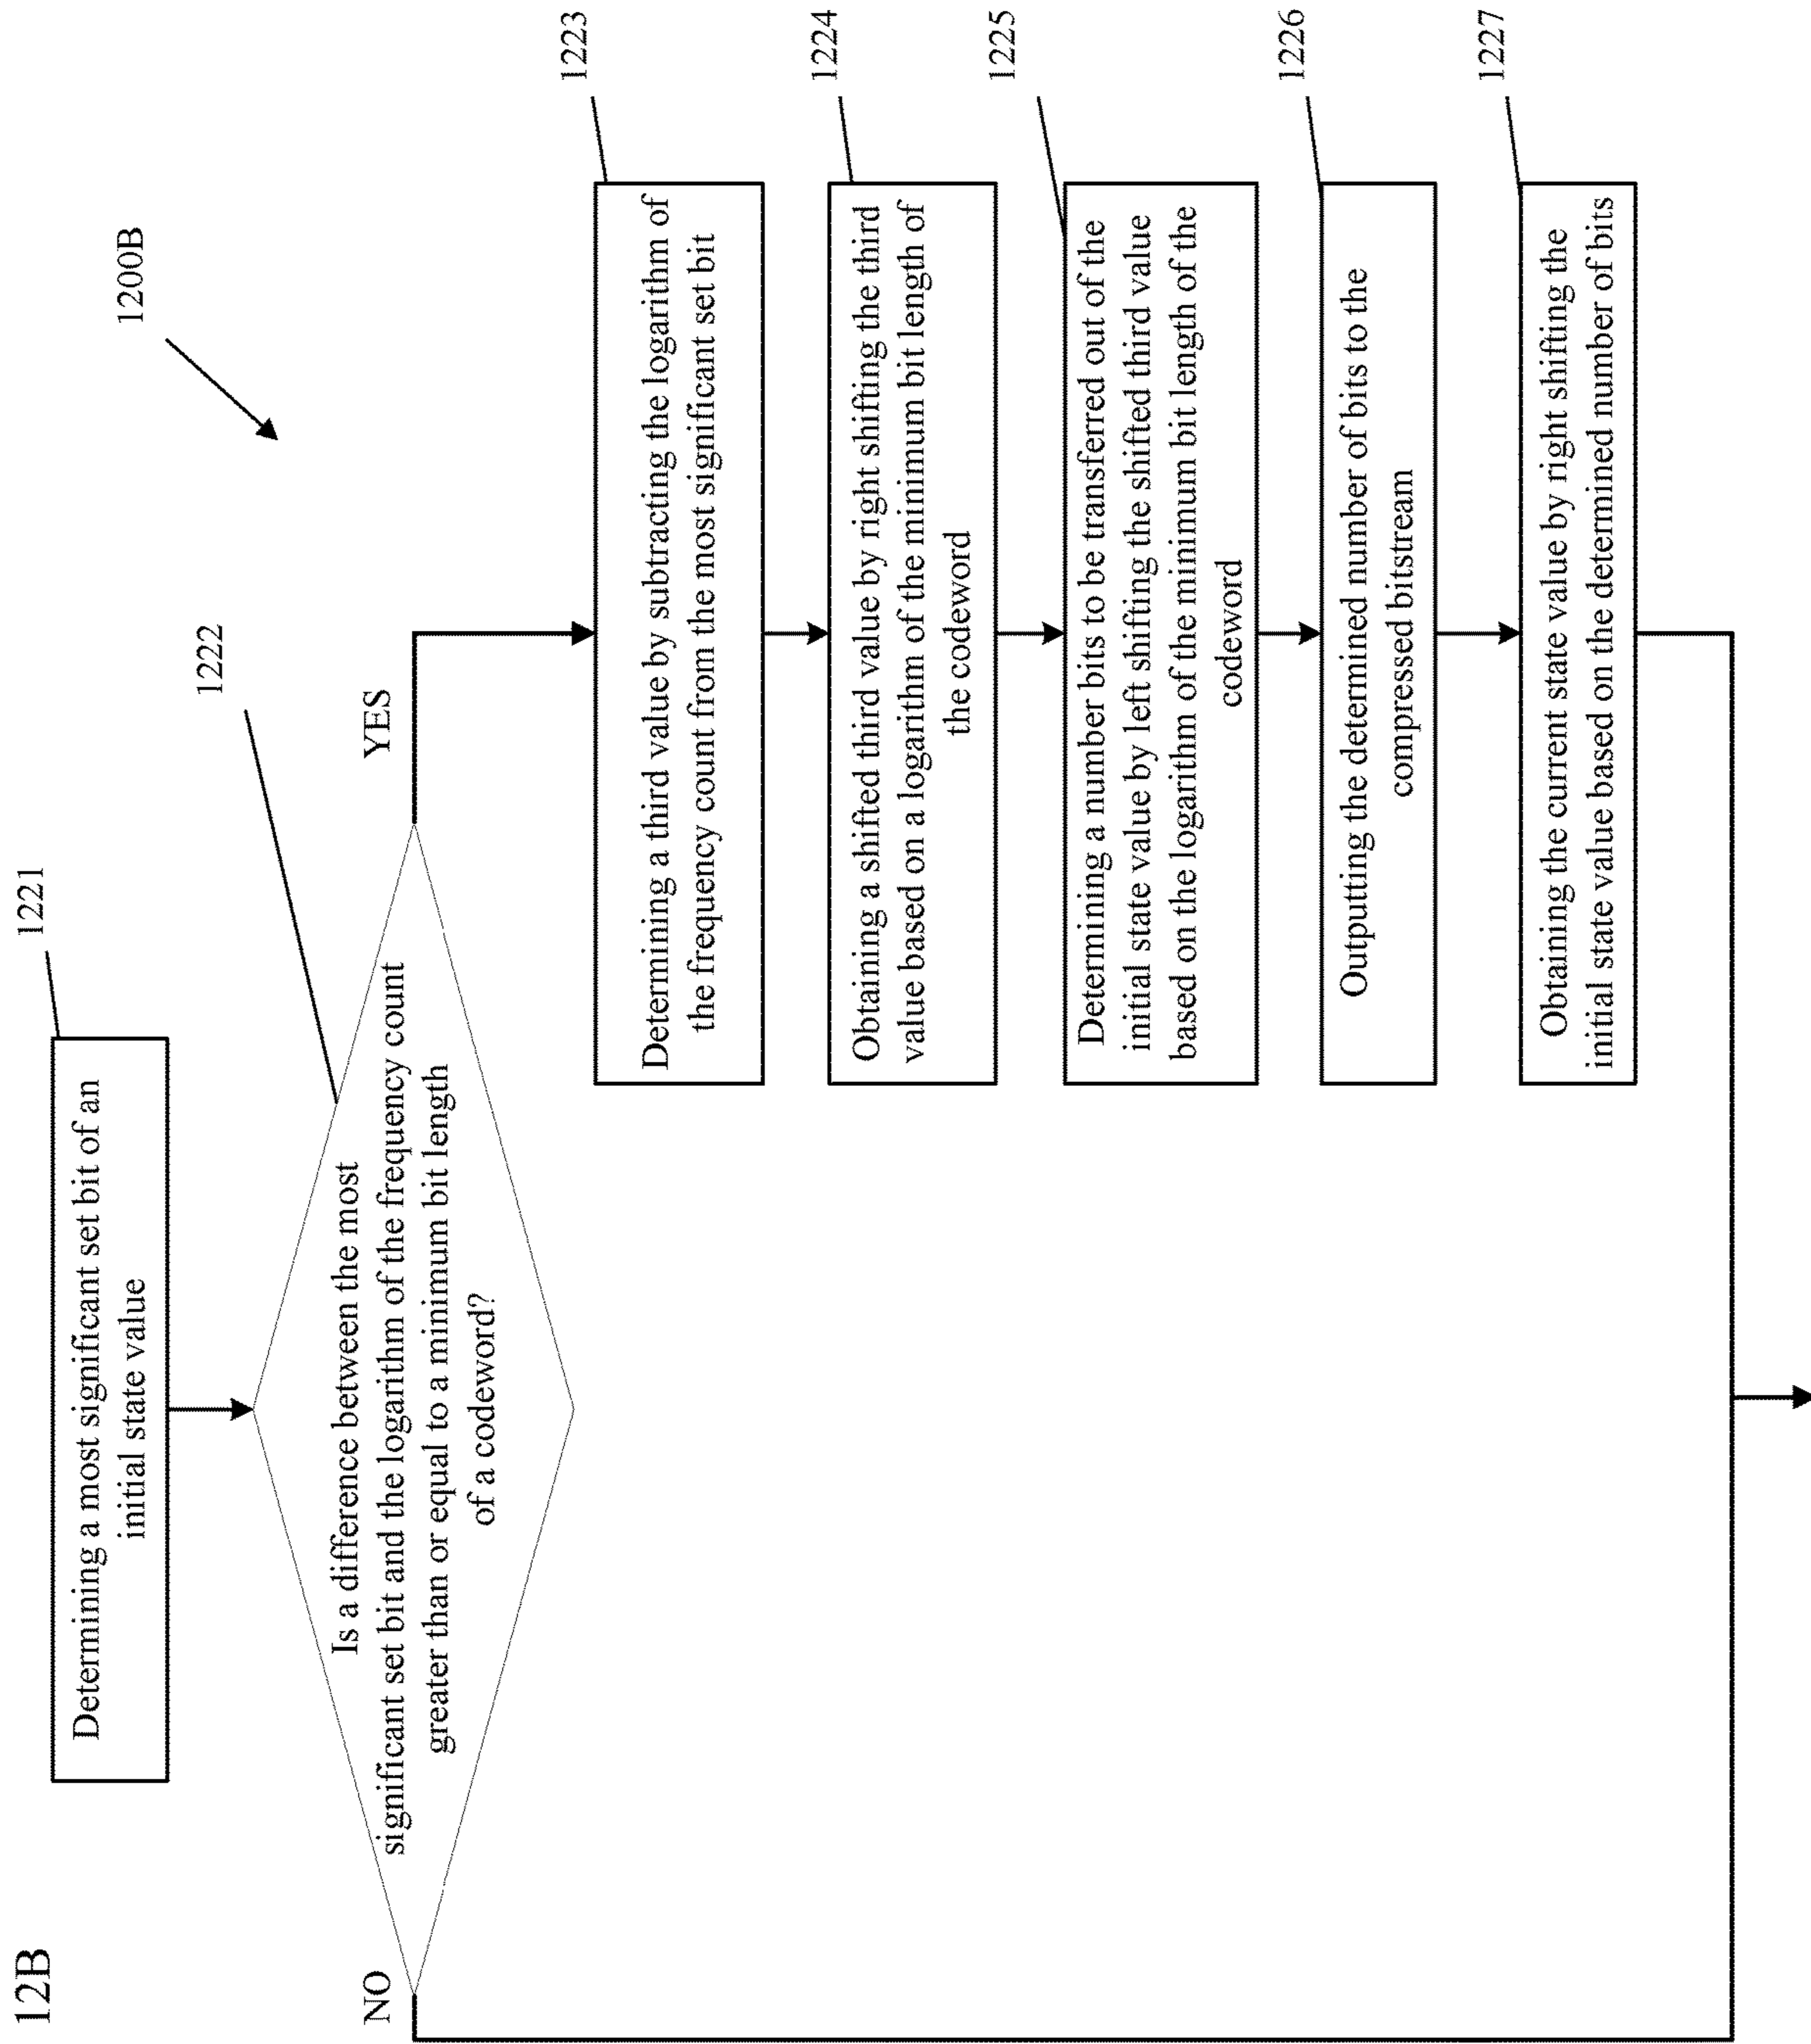 12B
1200B
1221
Determining a most significant set bit of an
initial state value
1222
Is a difference between the most
significant set bit and the logarithm of the frequency count
greater than or equal to a minimum bit length
of a codeword?
NO
YES
1223
Determining a third value by subtracting the logarithm of
the frequency count from the most significant set bit
1224
Obtaining a shifted third value by right shifting the third
value based on a logarithm of the minimum bit length of
the codeword
1225
Determining a number bits to be transferred out of the
initial state value by left shifting the shifted third value
based on the logarithm of the minimum bit length of the
codeword
1226
Outputing the determined number of bits to the
compressed bitstream
1227
Obtaining the current state value by right shifting the
initial state value based on the determined number of bits